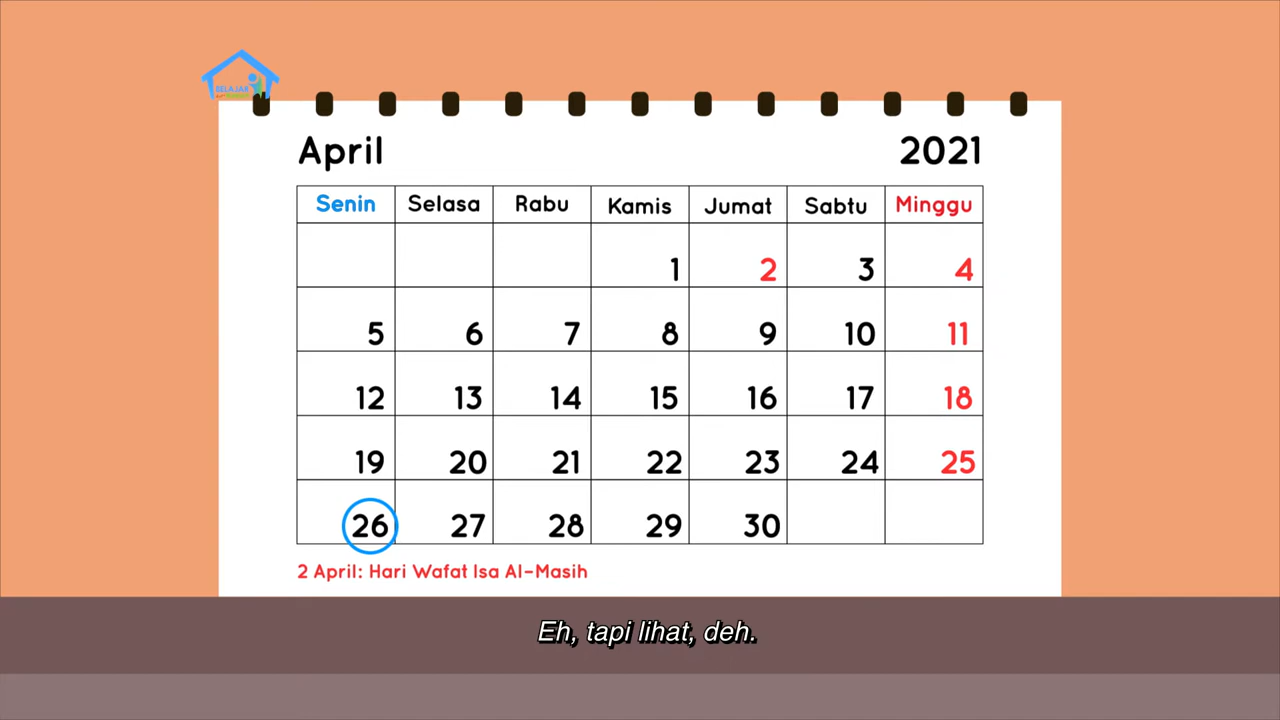 BELAJAR
April 2021
Senin Selasa Rabu Kamis Jumat Sabtu Minggu
1 2 3 4
5 6 7 8 9 10 11
12 13 14 15 16 17 18
19 20 21 22 23 24 25
26 27 28 29 30
2 April: Hari Wafat Isa Al-Masih
Eh, tapi lihat, deh.